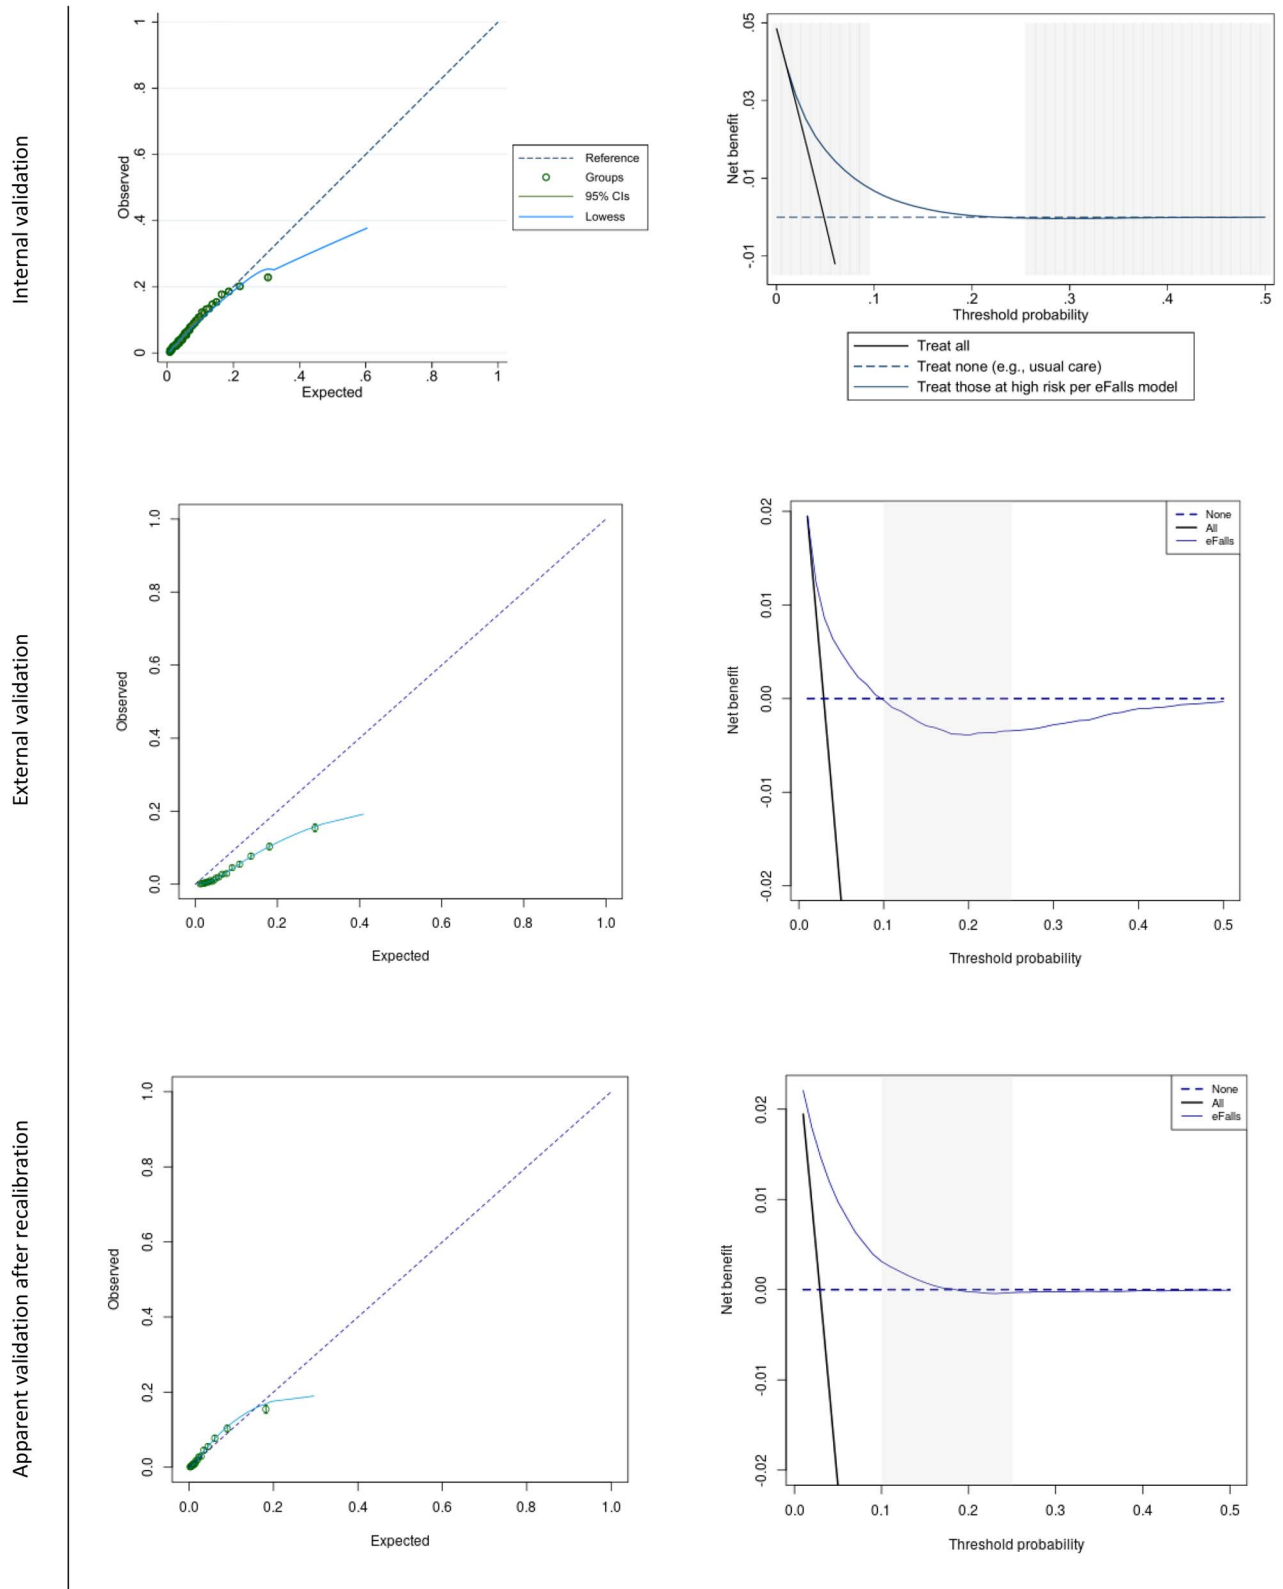 Internal validation
1
.8
.6
.4
.2
0
Observed
0 .2 .4 .6 .8 1
Expected
Reference
Groups
95% CIs
Lowess
.05
.03
.01
-.01
Net benefit
0 .1 .2 .3 .4 .5
Threshold probability
Treat all
Treat none (e.g., usual care)
Treat those at high risk per eFalls model
External validation
1.0
0.8
0.6
0.4
0.2
0.0
Observed
0.0 0.2 0.4 0.6 0.8 1.0
Expected
0.02
0.01
0.00
-0.01
-0.02
Net benefit
None
All
eFalls
0.0 0.1 0.2 0.3 0.4 0.5
Threshold probability
Apparent validation after recalibration
1.0
0.8
0.6
0.4
0.2
0.0
Observed
0.0 0.2 0.4 0.6 0.8 1.0
Expected
0.02
0.01
0.00
-0.01
-0.02
Net benefit
None
All
eFalls
0.0 0.1 0.2 0.3 0.4 0.5
Threshold probability